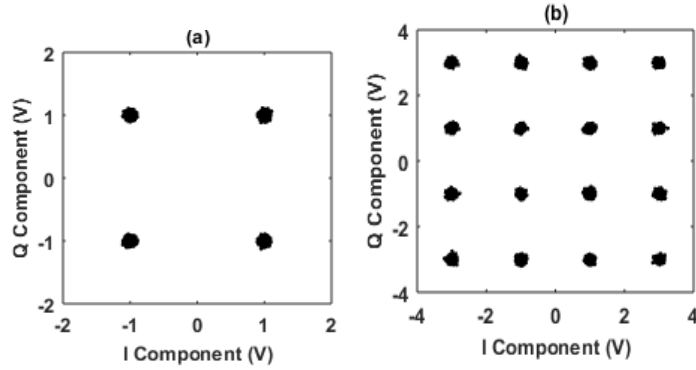 (a)
Q Component (V)
2
1
0
-1
-2
-2 -1 0 1 2
I Component (V)
(b)
Q Component (V)
4
2
0
-2
-4
-4 -2 0 2 4
I Component (V)